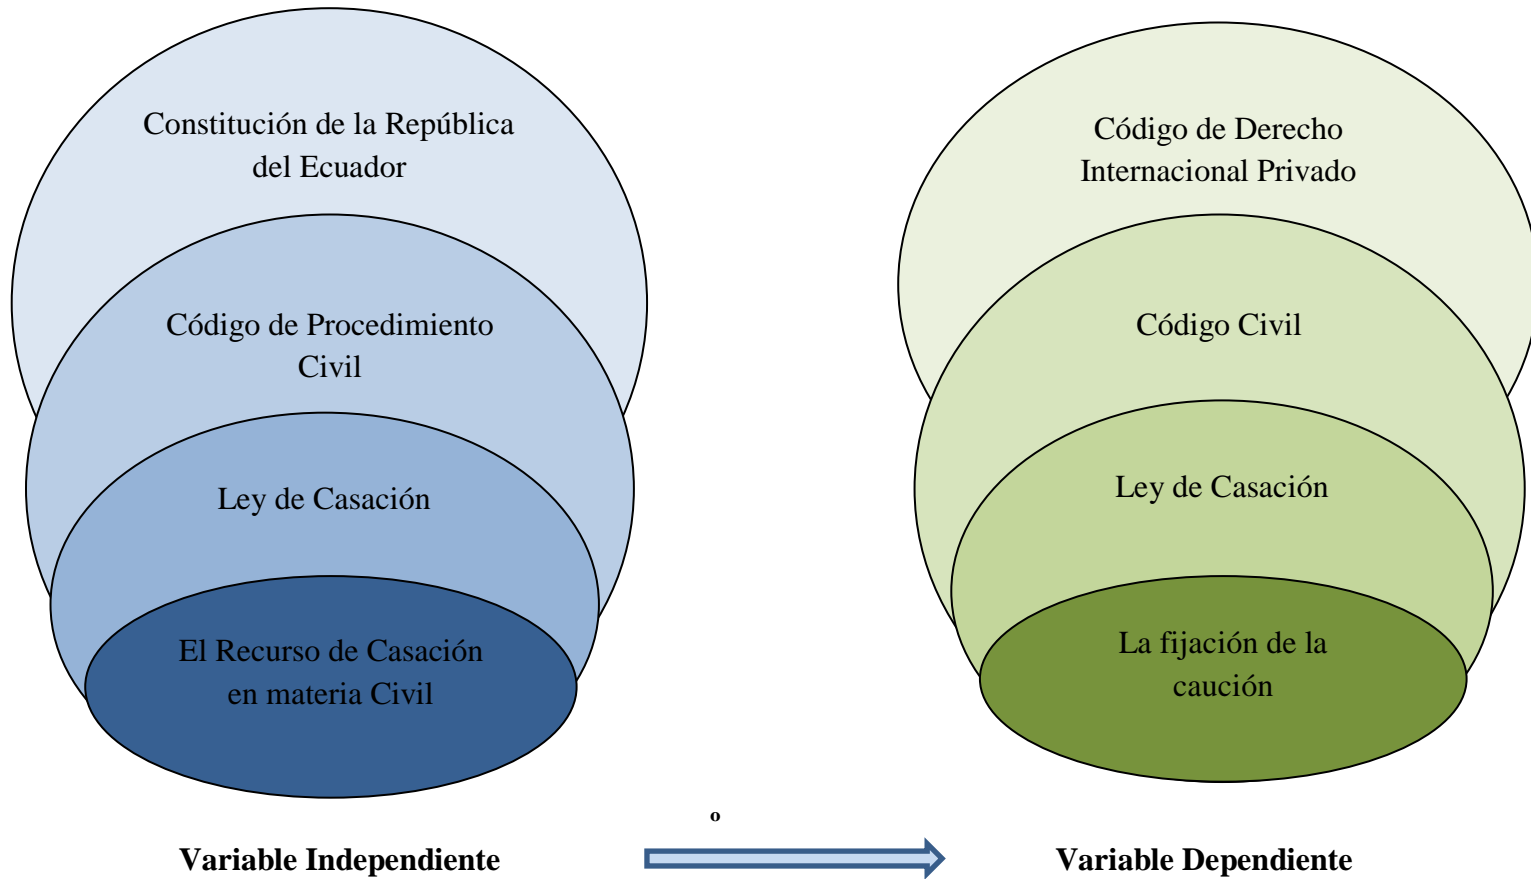 Constitución de la República
del Ecuador
Código de Procedimiento
Civil
Ley de Casación
El Recurso de Casación
en materia Civil
Código de Derecho
Internacional Privado
Código Civil
Ley de Casación
La fijación de la
caución
o
Variable Independiente
Variable Dependiente